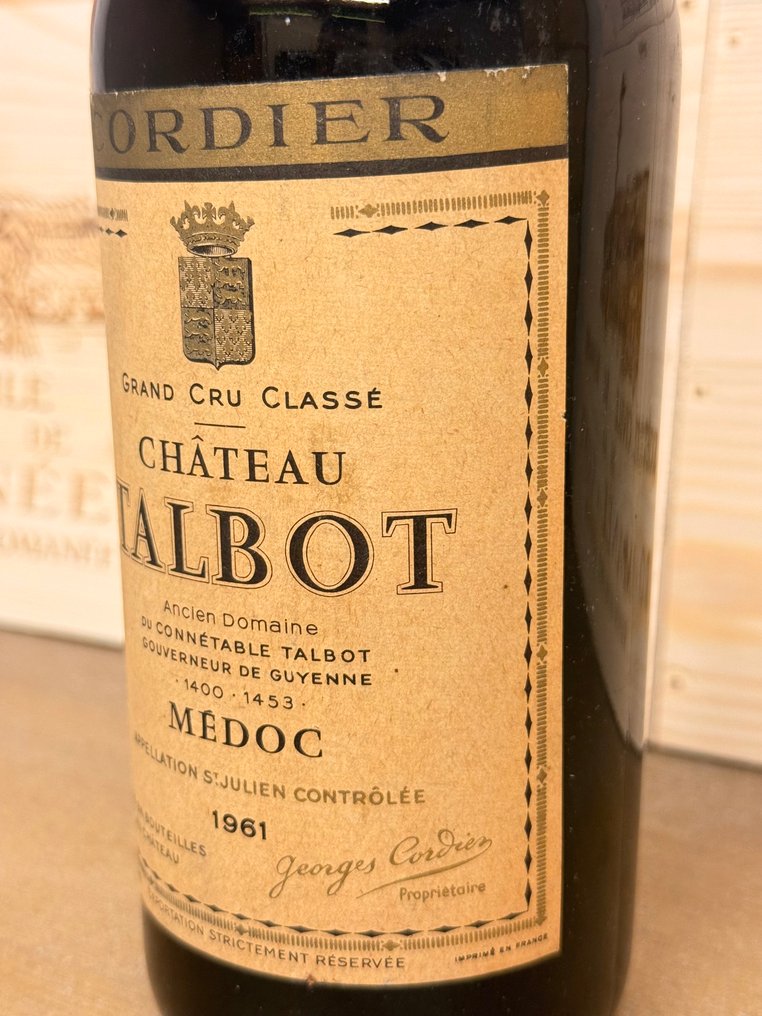 CORDIER
GRAND CRU CLASSÉ
CHÂTEAU
TALBOT
Ancien Domaine
DU CONNÉTABLE TALBOT
GOUVERNEUR DE GUYENNE
·1400·1453·
MÉDOC
APPELLATION ST JULIEN CONTRÔLÉE
1961
BOUTEILLES
CHÂTEAU
Georges Cordier
Propriétaire
EXPORTATION STRICTEMENT RÉSERVÉE
IMPRIMÉ EN FRANCE
DE